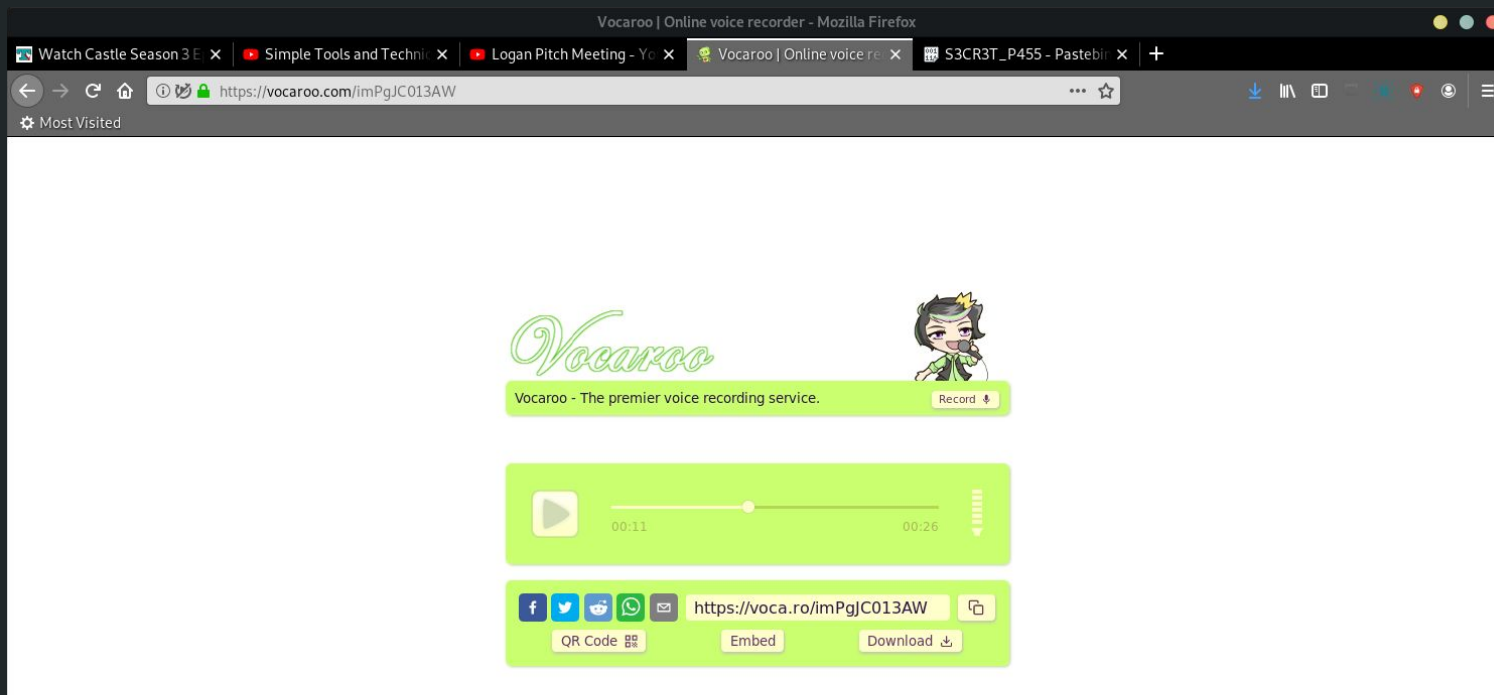 Vocaroo | Online voice recorder - Mozilla Firefox
Watch Castle Season 3 E Simple Tools and Technic Logan Pitch Meeting - Yo Vocaroo | Online voice re S3CR3T_P455 - Pastebin
https://vocaroo.com/imPgJC013AW
Most Visited
Vocaroo
Vocaroo - The premier voice recording service. Record
00:11 00:26
https://voca.ro/imPgJC013AW
QR Code Embed Download